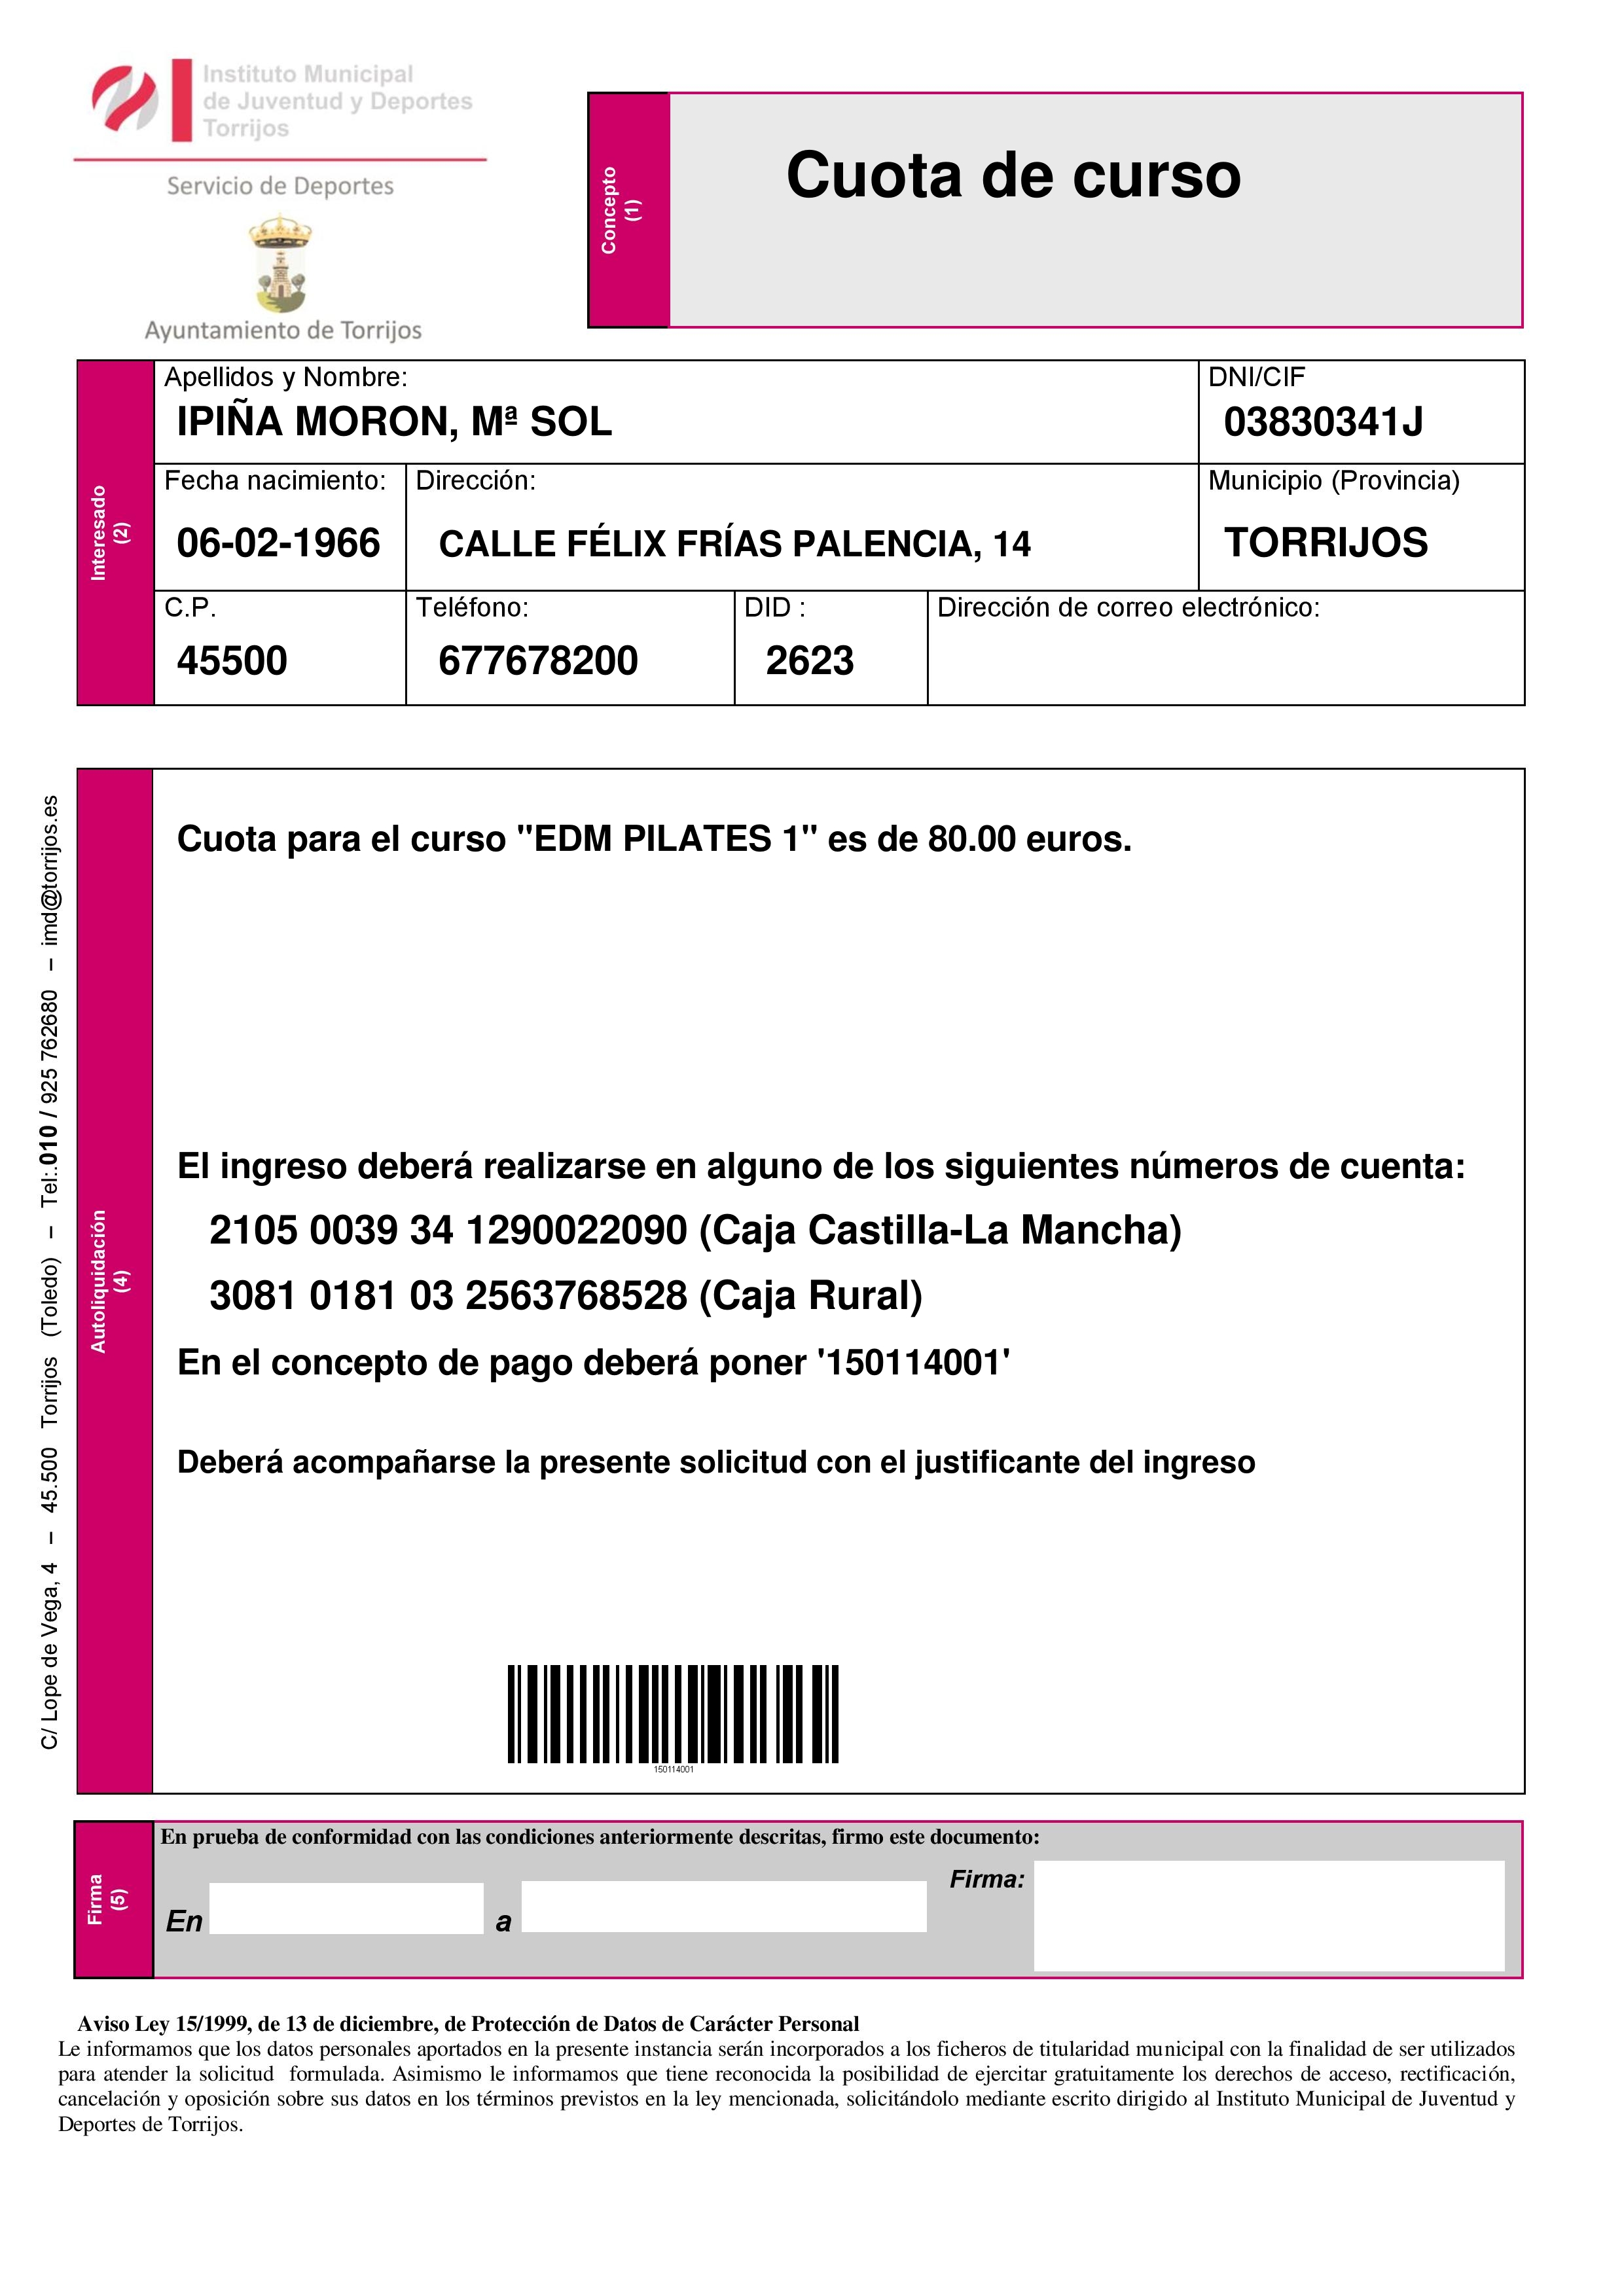 Instituto Municipal
de Juventud y Deportes
Torrijos
Servicio de Deportes
Ayuntamiento de Torrijos
Concepto
(1)
Cuota de curso
Interesado
(2)
Apellidos y Nombre:
IPIÑA MORON, Mª SOL
DNI/CIF
03830341J
Fecha nacimiento:
06-02-1966
Dirección:
CALLE FÉLIX FRÍAS PALENCIA, 14
Municipio (Provincia)
TORRIJOS
C.P.
45500
Teléfono:
677678200
DID :
2623
Dirección de correo electrónico:
C/ Lope de Vega, 4 – 45.500 Torrijos (Toledo) – Tel:.010 / 925 762680 – imd@torrijos.es
Autoliquidación
(4)
Cuota para el curso "EDM PILATES 1" es de 80.00 euros.
El ingreso deberá realizarse en alguno de los siguientes números de cuenta:
2105 0039 34 1290022090 (Caja Castilla-La Mancha)
3081 0181 03 2563768528 (Caja Rural)
En el concepto de pago deberá poner '150114001'
Deberá acompañarse la presente solicitud con el justificante del ingreso
150114001
Firma
(5)
En prueba de conformidad con las condiciones anteriormente descritas, firmo este documento:
En
a
Firma:
Aviso Ley 15/1999, de 13 de diciembre, de Protección de Datos de Carácter Personal
Le informamos que los datos personales aportados en la presente instancia serán incorporados a los ficheros de titularidad municipal con la finalidad de ser utilizados
para atender la solicitud formulada. Asimismo le informamos que tiene reconocida la posibilidad de ejercitar gratuitamente los derechos de acceso, rectificación,
cancelación y oposición sobre sus datos en los términos previstos en la ley mencionada, solicitándolo mediante escrito dirigido al Instituto Municipal de Juventud y
Deportes de Torrijos.